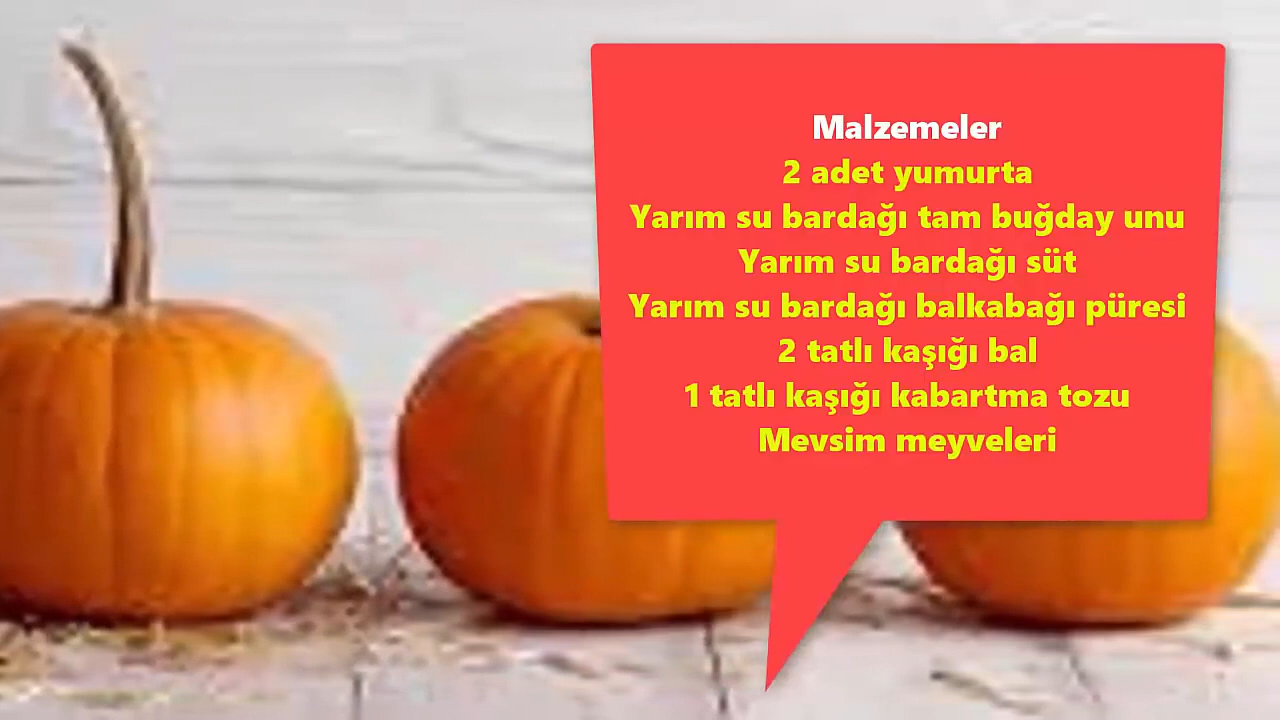 Malzemeler
2 adet yumurta
Yarım su bardağı tam buğday unu
Yarım su bardağı süt
Yarım su bardağı balkabağı püresi
2 tatlı kaşığı bal
1 tatlı kaşığı kabartma tozu
Mevsim meyveleri